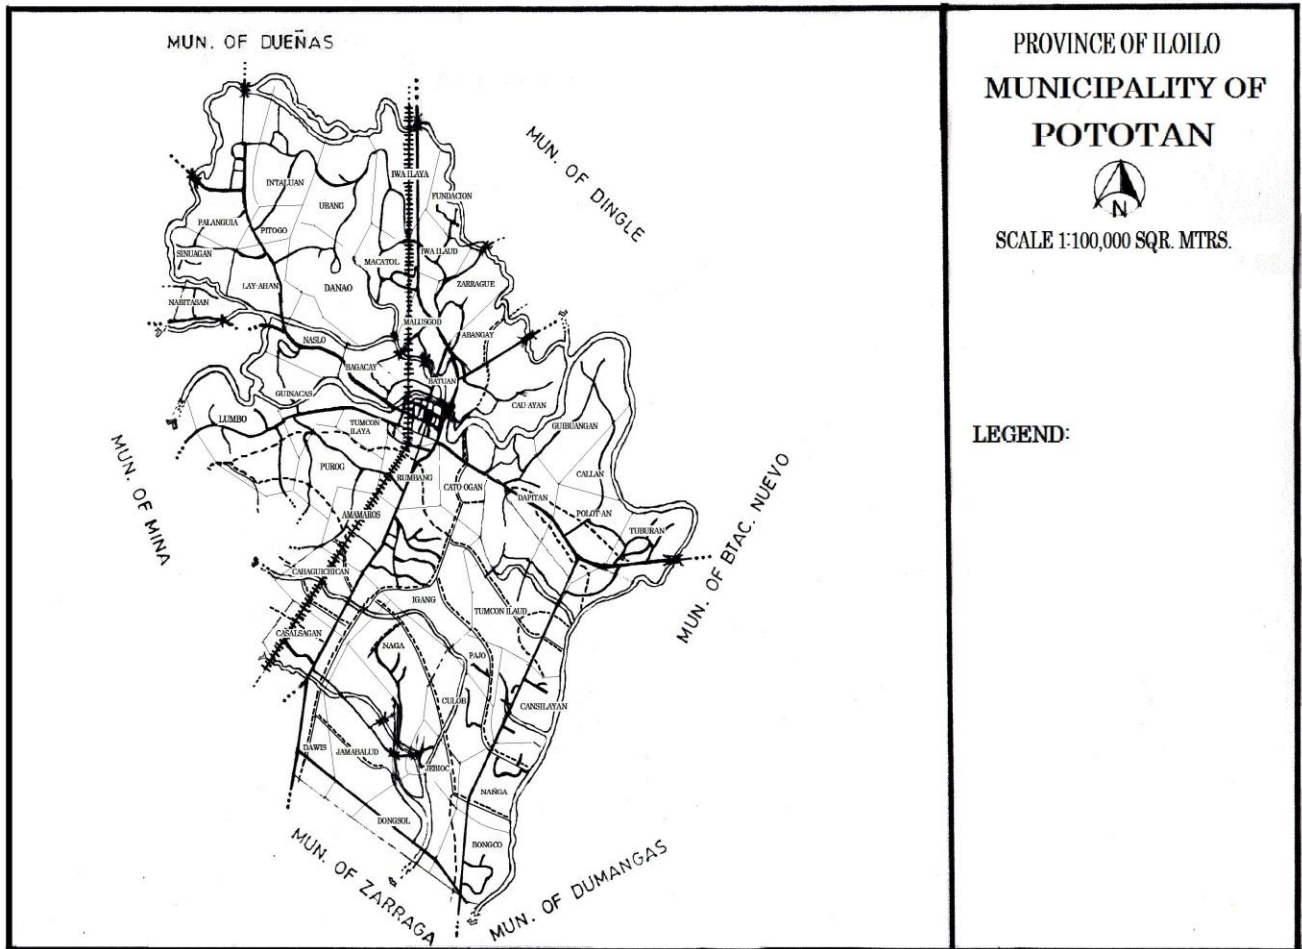 MUN. OF DUEÑAS
PROVINCE OF ILOILO
MUNICIPALITY OF
POTOTAN
N
SCALE 1:100,000 SQR. MTRS.
LEGEND:
MUN. OF DINGLE
IWA ILAYA
INTALUAN
FUNDACION
UBANG
PALANGUIA
PITOGO
SINUAGAN
IWA ILAUD
MACATOL
ZARRAGUE
LAY-AHAN
DANAO
NABITASAN
MALUSGOD
ABANGAY
NASLO
BAGACAY
BATUAN
GUINACAS
CAU-AYAN
LUMBO
TUMCON
ILAYA
GUIBUANGAN
MUN. OF MINA
PUROG
RUMBANG
CATO-OGAN
CALLAN
DAPITAN
AMAMAROS
POLOT-AN
TUBURAN
MUN. OF BTAC. NUEVO
CAHAGUICHICAN
IGANG
TUMCON ILAUD
CASALSAGAN
NAGA
PAJO
CULOB
CANSILAYAN
DAWIS
JAMABALUD
JEBIOC
NAÑGA
DONGSOL
BONGCO
MUN. OF ZARRAGA
MUN. OF DUMANGAS